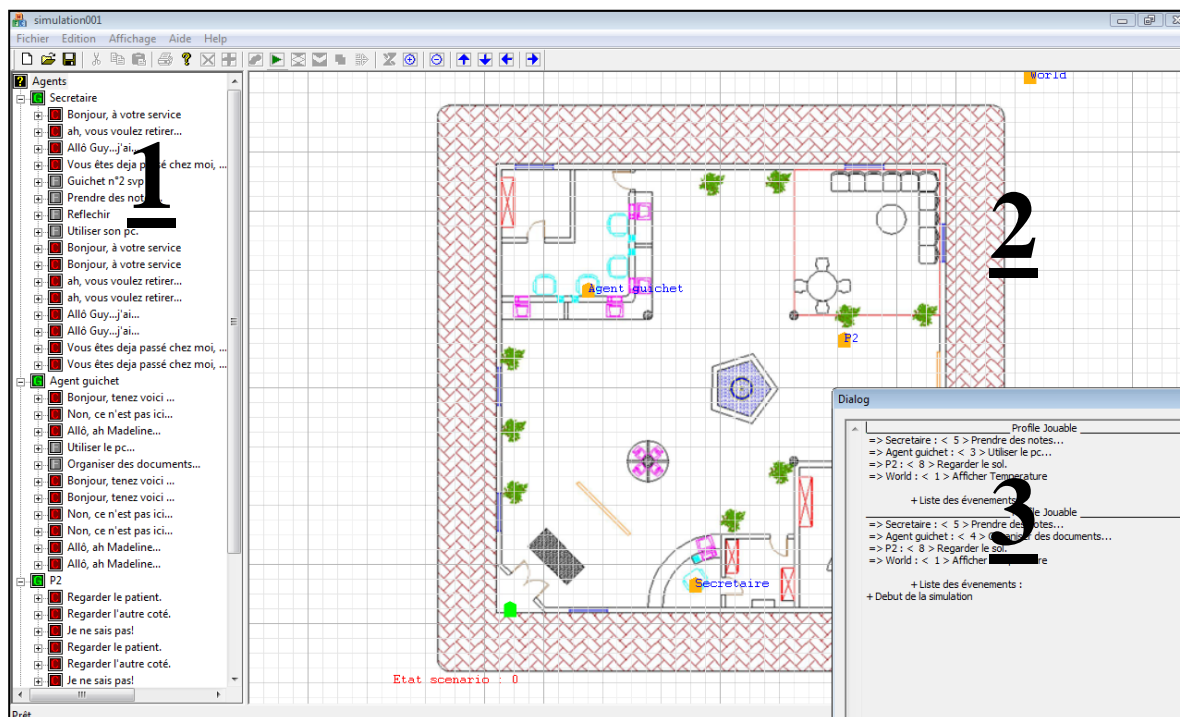 simulation001
Fichier Edition Affichage Aide Help
Agents
Secretaire
Bonjour, à votre service
ah, vous voulez retirer...
Allô Guy...j'ai...
Vous êtes deja passé chez moi, ...
Guichet n°2 svp
Prendre des notes...
Reflechir
Utiliser son pc.
Bonjour, à votre service
Bonjour, à votre service
ah, vous voulez retirer...
ah, vous voulez retirer...
Allô Guy...j'ai...
Allô Guy...j'ai...
Vous êtes deja passé chez moi, ...
Vous êtes deja passé chez moi, ...
Agent guichet
Bonjour, tenez voici ...
Non, ce n'est pas ici...
Allô, ah Madeline...
Utiliser le pc...
Organiser des documents...
Bonjour, tenez voici ...
Bonjour, tenez voici ...
Non, ce n'est pas ici...
Non, ce n'est pas ici...
Allô, ah Madeline...
Allô, ah Madeline...
P2
Regarder le patient.
Regarder l'autre coté.
Je ne sais pas!
Regarder le patient.
Regarder l'autre coté.
Je ne sais pas!
Prêt
1
World
2
Agent guichet
P2
Secretaire
Etat scenario : 0
Dialog
Profile Jouable
=> Secretaire : < 5 > Prendre des notes...
=> Agent guichet : < 3 > Utiliser le pc...
=> P2 : < 8 > Regarder le sol.
=> World : < 1 > Afficher Temperature
+ Liste des évenements
Profile Jouable
=> Secretaire : < 5 > Prendre des notes...
=> Agent guichet : < 4 > Organiser des documents...
=> P2 : < 8 > Regarder le sol.
=> World : < 1 > Afficher Temperature
+ Liste des évenements :
+ Debut de la simulation
3